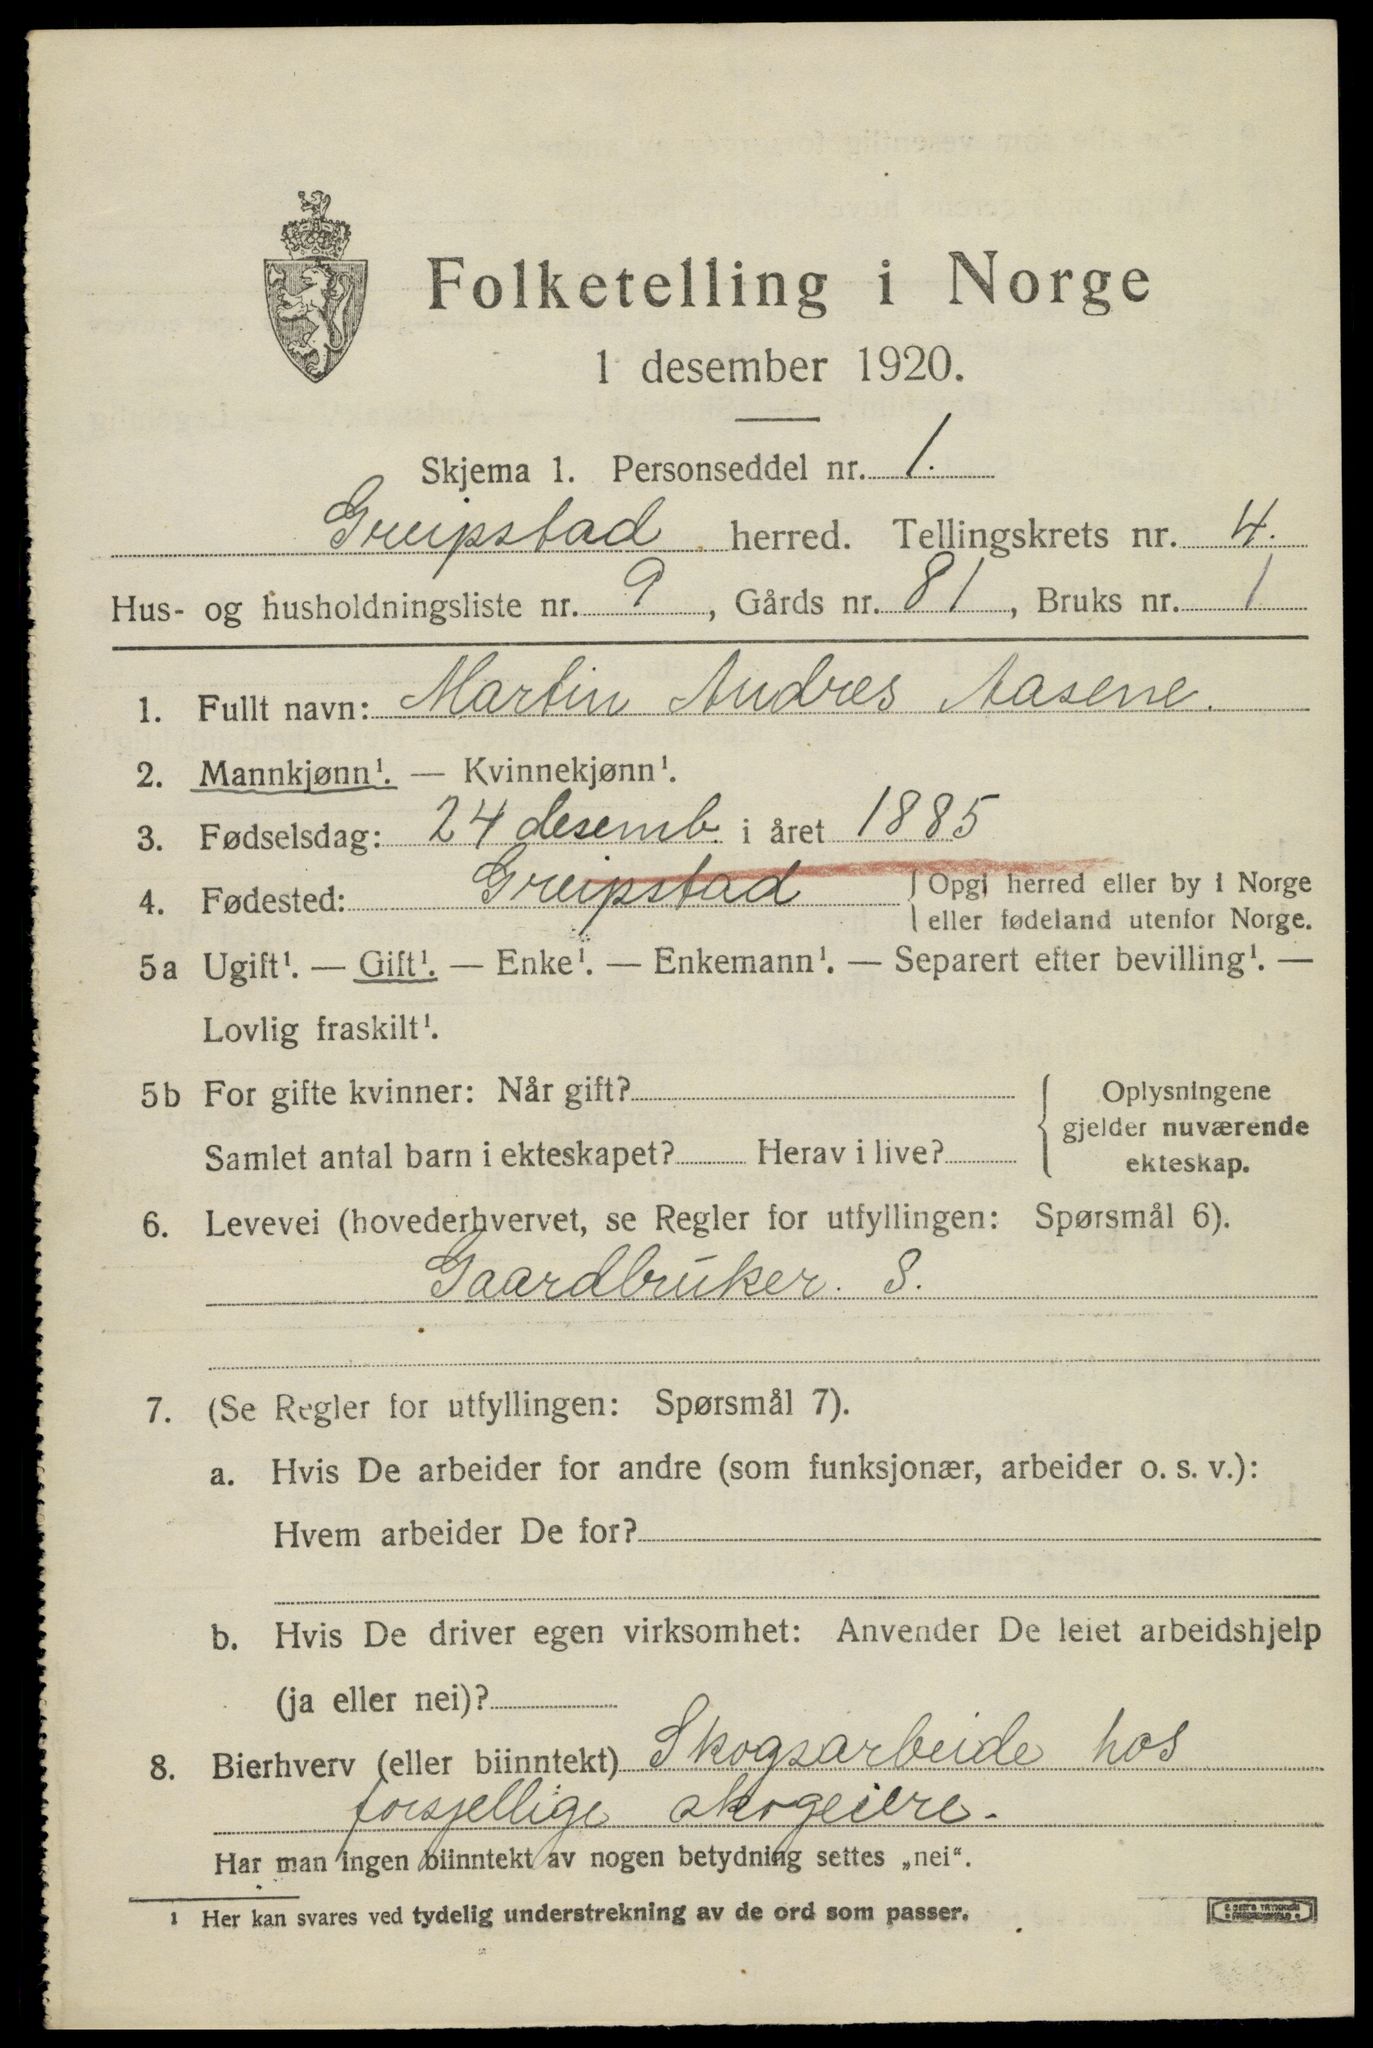 Folketelling i Norge
1 desember 1920.
Skjema 1. Personseddel nr. 1.
Greipstad herred. Tellingskrets nr. 4.
Hus- og husholdningsliste nr. 9, Gårds nr. 81, Bruks nr. 1
1. Fullt navn: Martin Andres Aasene.
2. Mannkjønn¹. — Kvinnekjønn¹.
3. Fødselsdag: 24 desemb. i året 1885
4. Fødested: Greipstad { Opgi herred eller by i Norge
eller fødeland utenfor Norge.
5a Ugift¹. — Gift¹. — Enke¹. — Enkemann¹. — Separert efter bevilling¹. —
Lovlig fraskilt¹.
5b For gifte kvinner: Når gift?
Samlet antal barn i ekteskapet? Herav i live?
Oplysningene
gjelder nuværende
ekteskap.
6. Levevei (hovederhvervet, se Regler for utfyllingen: Spørsmål 6).
Gaardbruker. S.
7. (Se Regler for utfyllingen: Spørsmål 7).
a. Hvis De arbeider for andre (som funksjonær, arbeider o. s. v.):
Hvem arbeider De for?
b. Hvis De driver egen virksomhet: Anvender De leiet arbeidshjelp
(ja eller nei)?
8. Bierhverv (eller biinntekt) Skogsarbeide hos
forsjellige skogeiere.
Har man ingen biinntekt av nogen betydning settes „nei“.
1 Her kan svares ved tydelig understrekning av de ord som passer.